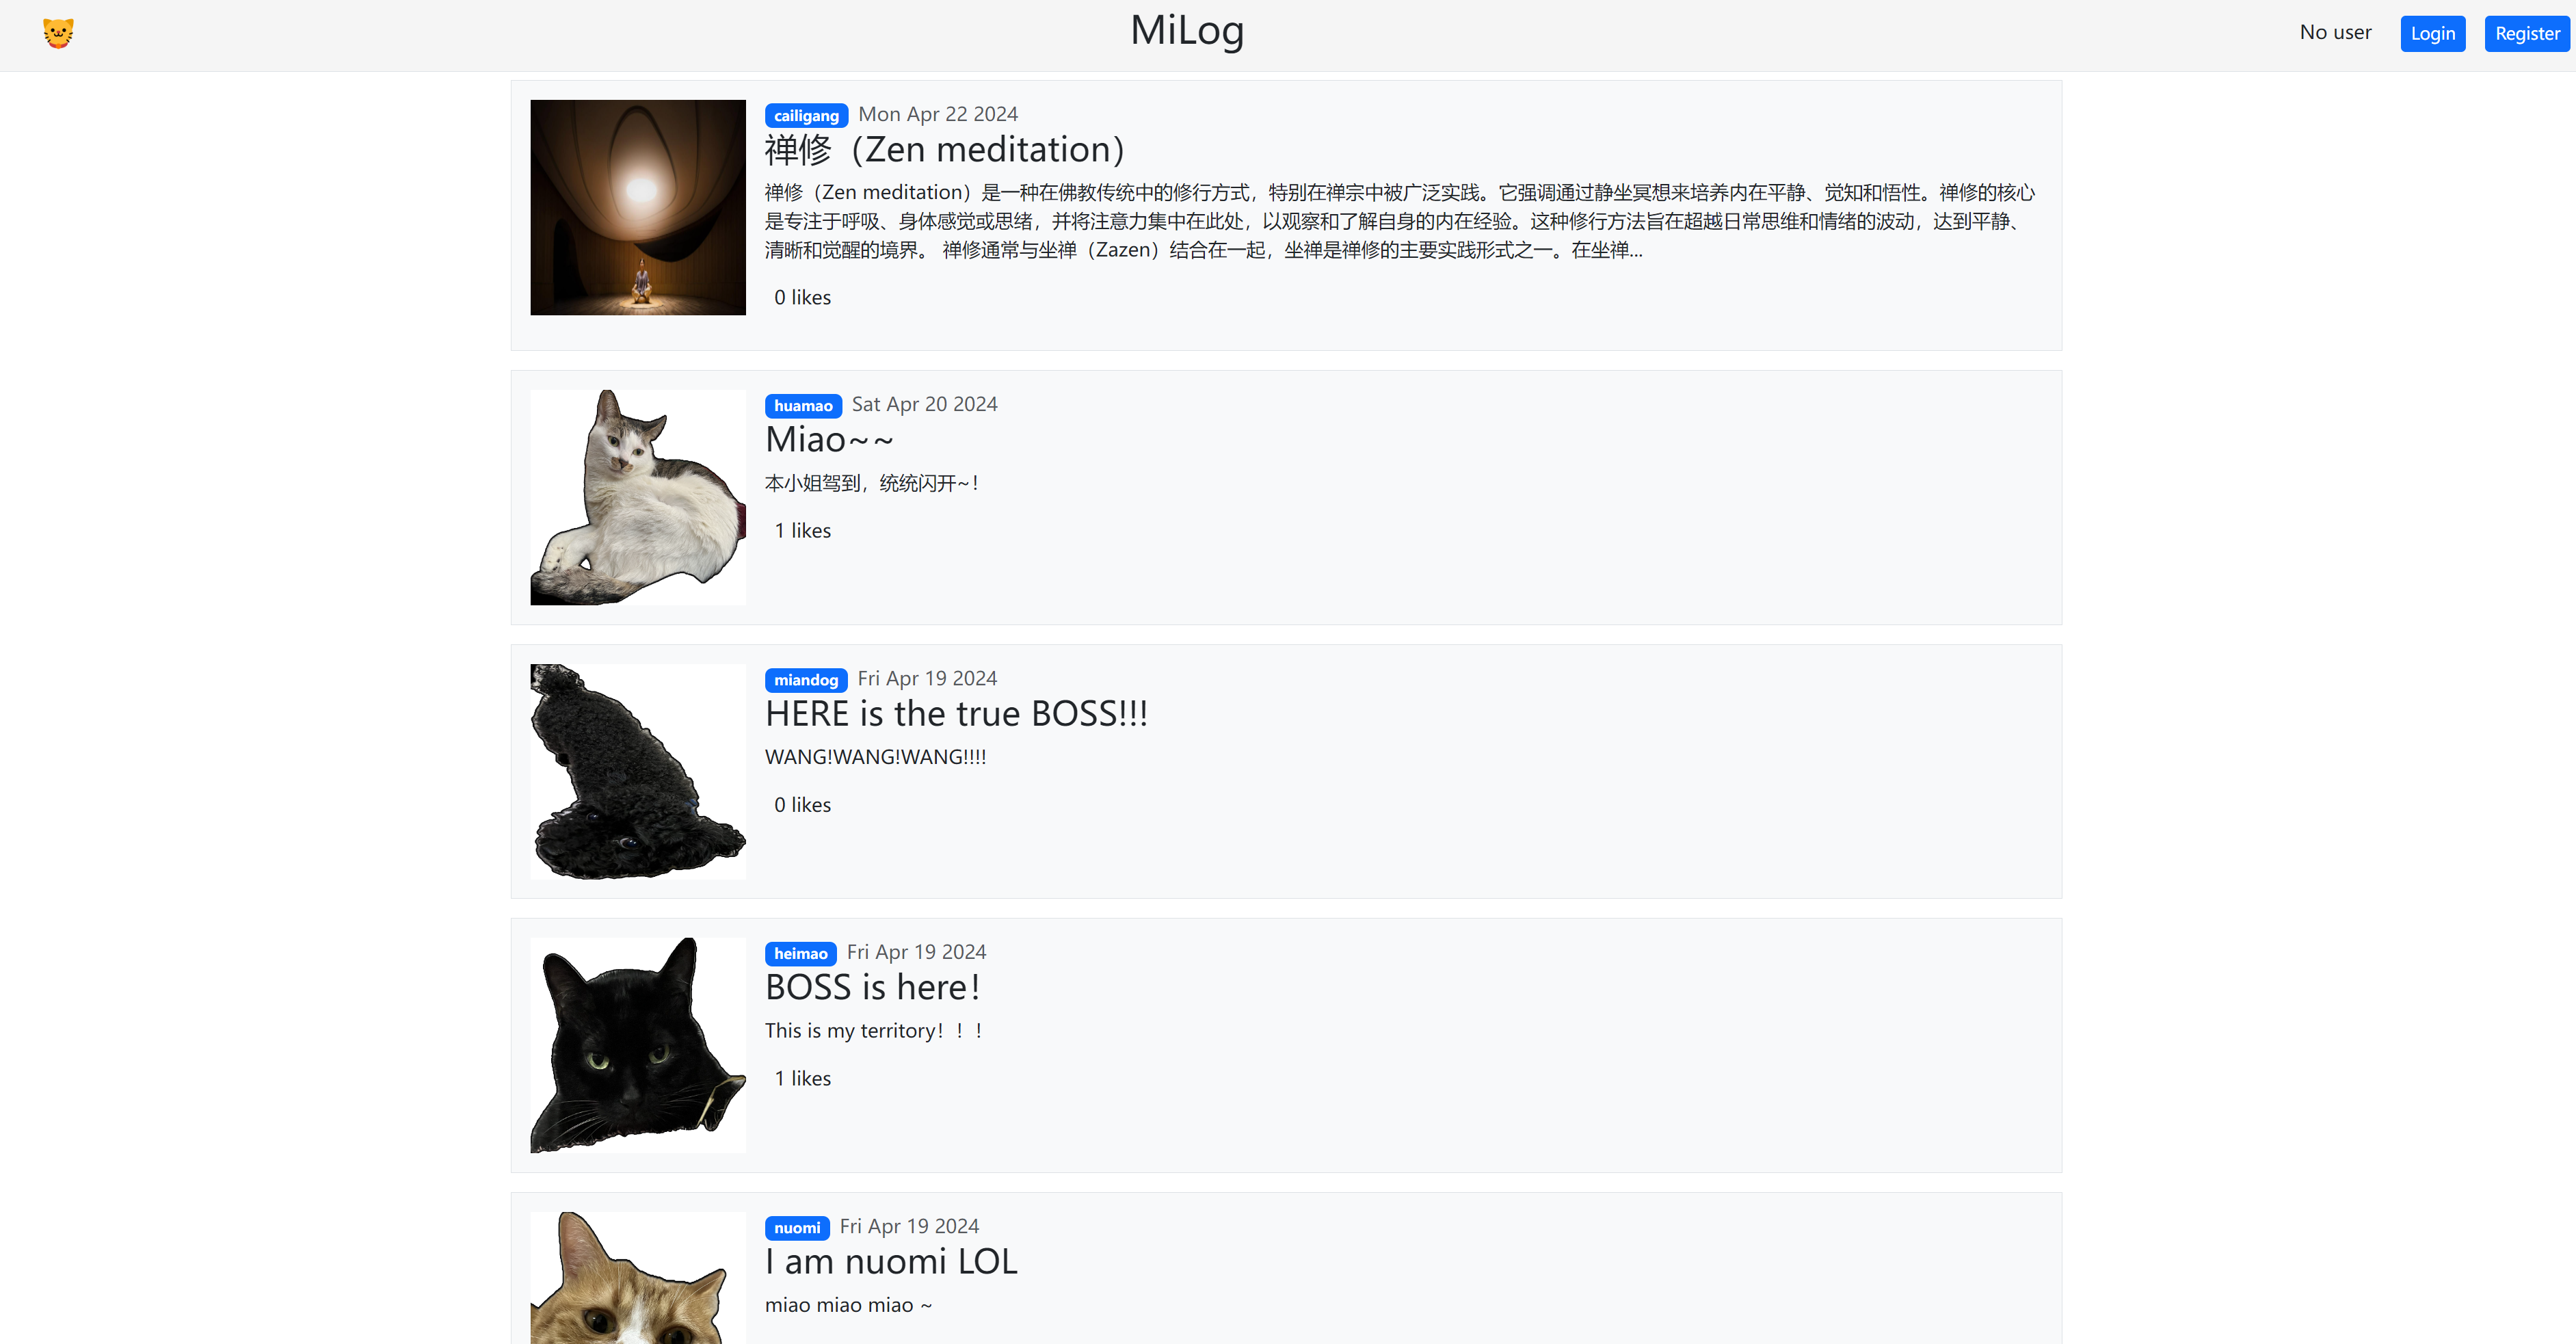 MiLog
No user Login Register
cailigang Mon Apr 22 2024
禅修（Zen meditation）
禅修（Zen meditation）是一种在佛教传统中的修行方式，特别在禅宗中被广泛实践。它强调通过静坐冥想来培养内在平静、觉知和悟性。禅修的核心
是专注于呼吸、身体感觉或思绪，并将注意力集中在此处，以观察和了解自身的内在经验。这种修行方法旨在超越日常思维和情绪的波动，达到平静、
清晰和觉醒的境界。 禅修通常与坐禅（Zazen）结合在一起，坐禅是禅修的主要实践形式之一。在坐禅...
0 likes
huamao Sat Apr 20 2024
Miao~~
本小姐驾到，统统闪开~！
1 likes
miandog Fri Apr 19 2024
HERE is the true BOSS!!!
WANG!WANG!WANG!!!!
0 likes
heimao Fri Apr 19 2024
BOSS is here！
This is my territory！！！
1 likes
nuomi Fri Apr 19 2024
I am nuomi LOL
miao miao miao ~